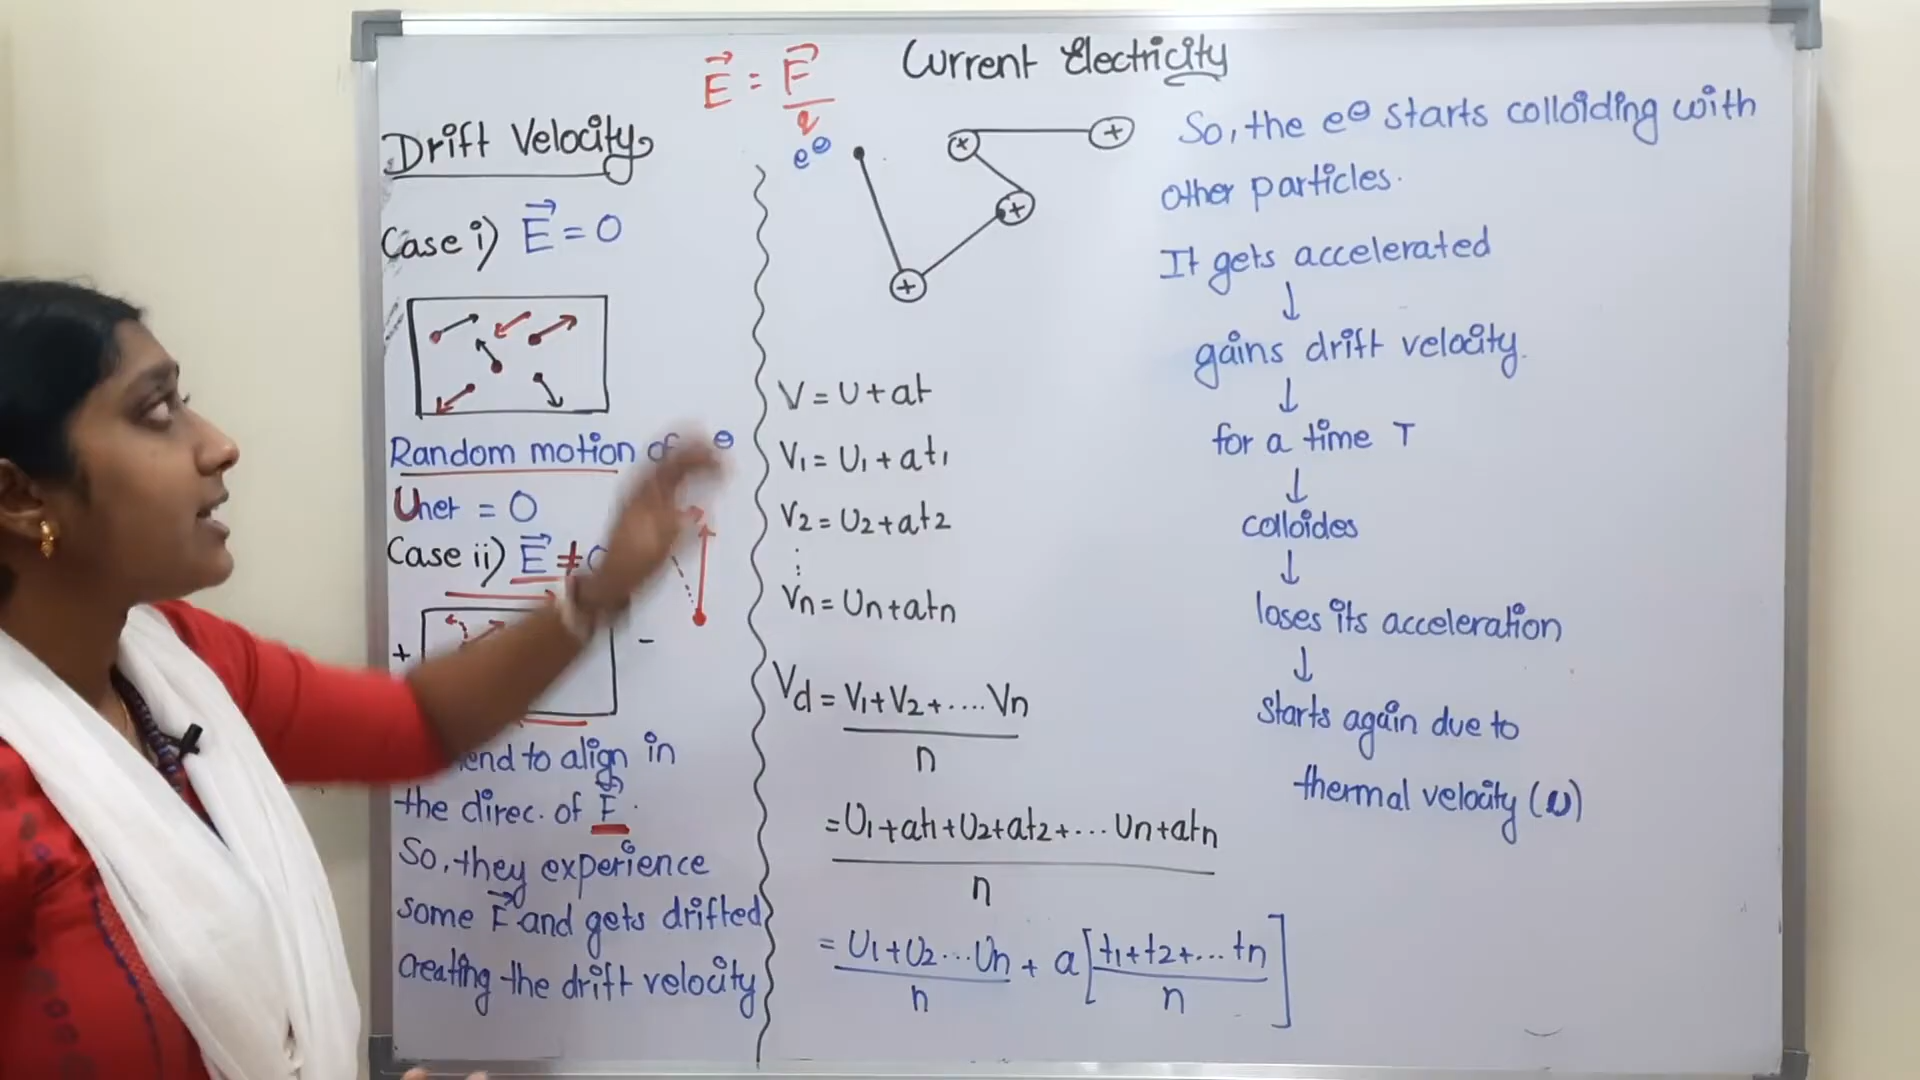 Current Electricity
E = F
q
Drift Velocity
Case i) E = 0
Random motion of
Unet = 0
Case ii) E ≠ 0
+
-
to align in
the direc. of F.
So, they experience
some F and gets drifted
creating the drift velocity
e⊖
+
+
+
+
V = U + at
V1 = U1 + at1
V2 = U2 + at2
⋮
Vn = Un + atn
Vd = V1 + V2 + .... Vn
n
= U1 + at1 + U2 + at2 + ... Un + atn
n
= U1 + U2 ... Un + a [t1 + t2 + ... tn]
n n
So, the e⊖ starts colloiding with
other particles.
It gets accelerated
↓
gains drift velocity.
↓
for a time T
↓
colloides
↓
loses its acceleration
↓
starts again due to
thermal velocity (u)